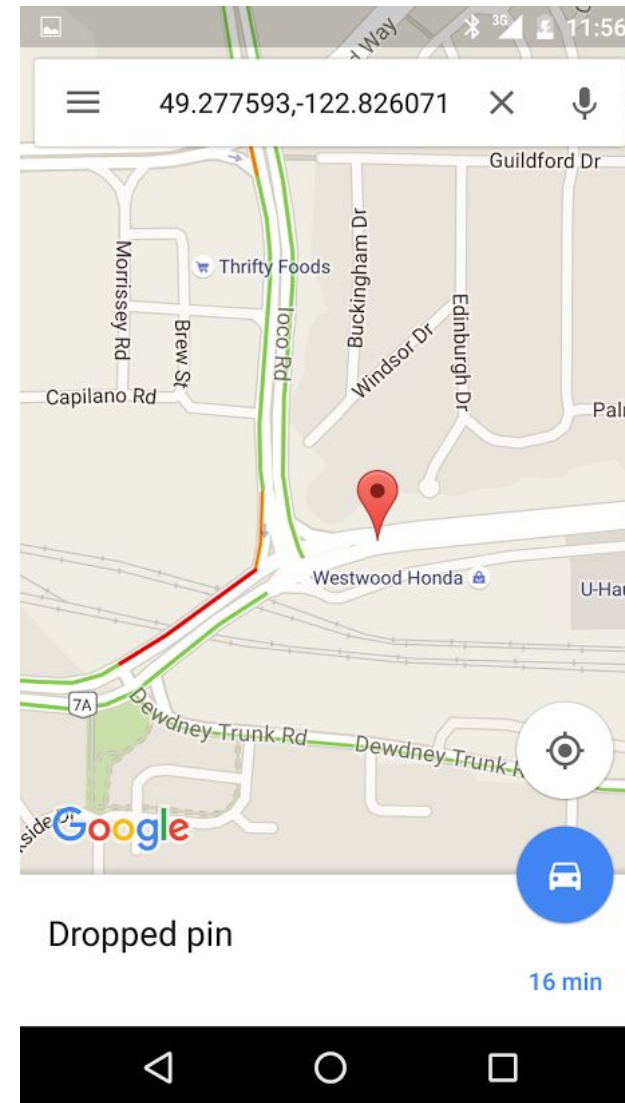 Way
3G
11:56
49.277593,-122.826071
Guildford Dr
Buckingham Dr
Thrifty Foods
Morrissey Rd
Ioco Rd
Edinburgh Dr
Brew St
Windsor Dr
Capilano Rd
Westwood Honda
7A
Dewdney Trunk Rd
Dewdney Trunk
Google
Dropped pin
16 min